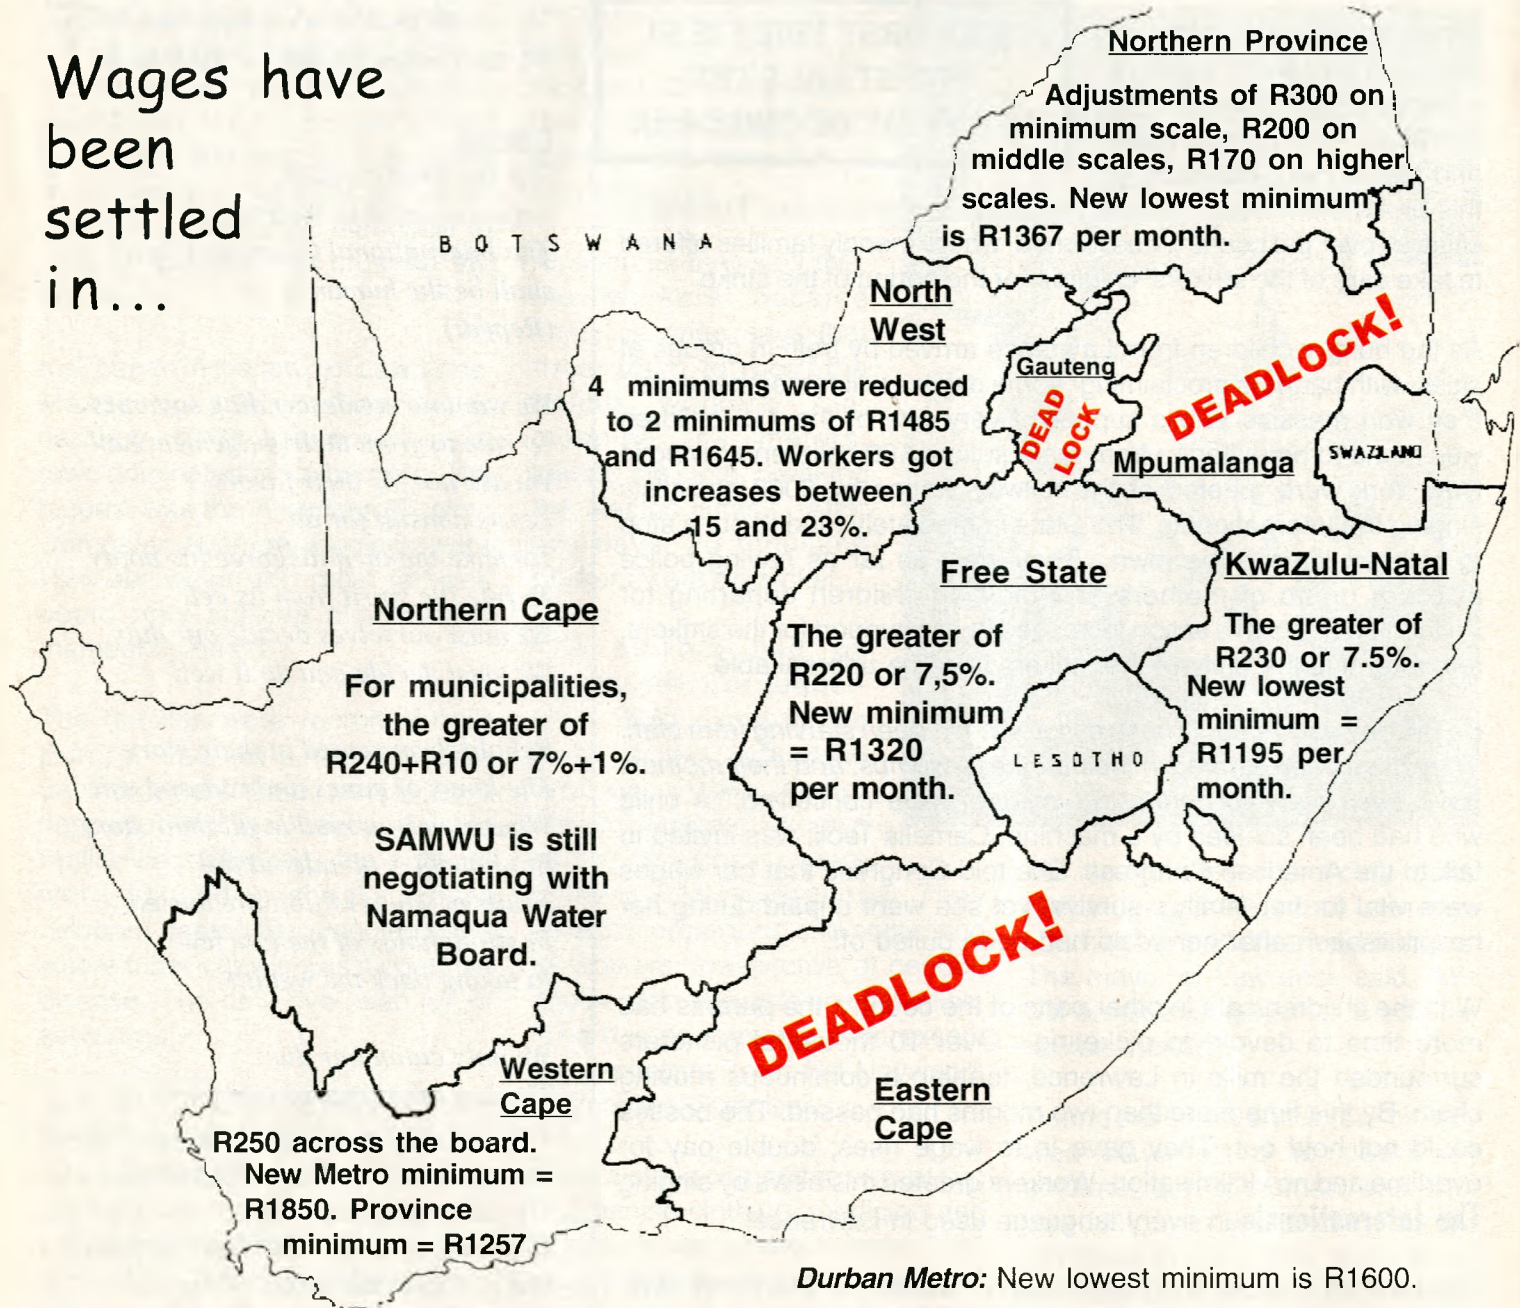 Wages have
been
settled
in...
BOTSWANA
Northern Province
Adjustments of R300 on
minimum scale, R200 on
middle scales, R170 on higher
scales. New lowest minimum
is R1367 per month.
North
West
4 minimums were reduced
to 2 minimums of R1485
and R1645. Workers got
increases between
15 and 23%.
Gauteng
DEAD
LOCK
DEADLOCK!
Mpumalanga
SWAZILAND
Northern Cape
For municipalities,
the greater of
R240+R10 or 7%+1%.
SAMWU is still
negotiating with
Namaqua Water
Board.
Free State
The greater of
R220 or 7,5%.
New minimum
= R1320
per month.
LESOTHO
KwaZulu-Natal
The greater of
R230 or 7.5%.
New lowest
minimum =
R1195 per
month.
DEADLOCK!
Eastern
Cape
Western
Cape
R250 across the board.
New Metro minimum =
R1850. Province
minimum = R1257
Durban Metro: New lowest minimum is R1600.